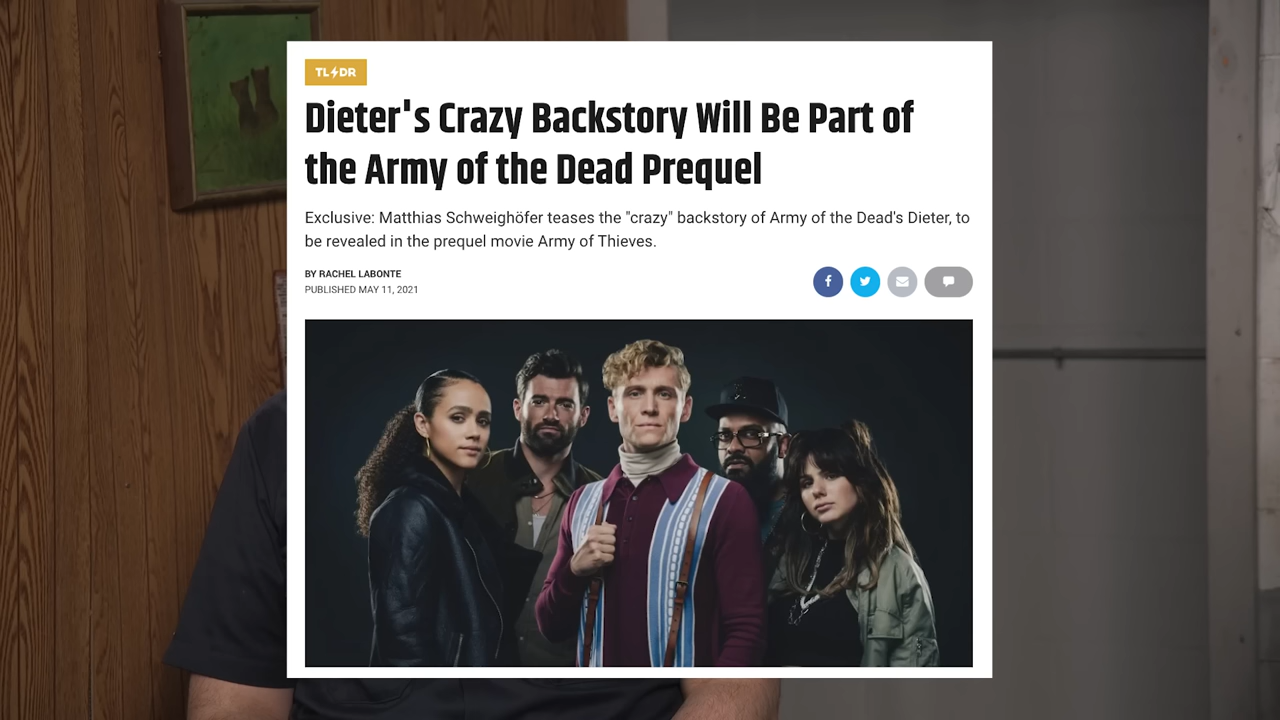 TL⚡DR
Dieter's Crazy Backstory Will Be Part of
the Army of the Dead Prequel
Exclusive: Matthias Schweighöfer teases the "crazy" backstory of Army of the Dead's Dieter, to
be revealed in the prequel movie Army of Thieves.
BY RACHEL LABONTE
PUBLISHED MAY 11, 2021